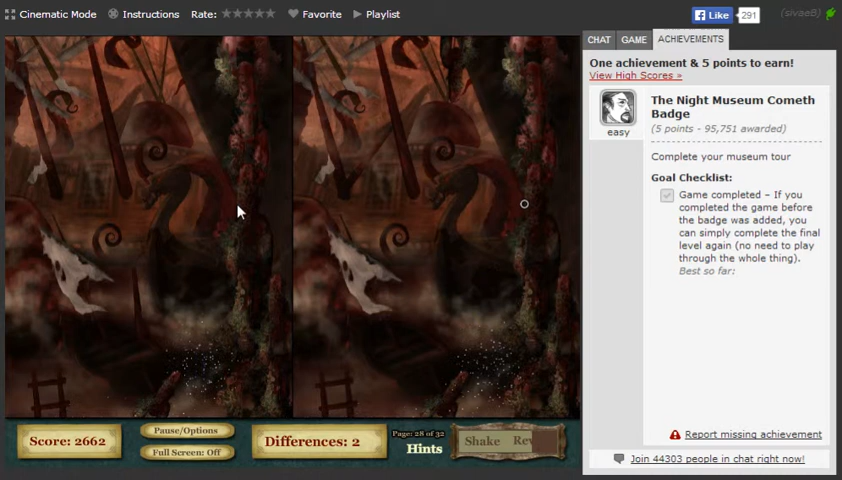 Cinematic Mode Instructions Rate: Favorite Playlist Like 291 (sivaeB)
CHAT GAME ACHIEVEMENTS
One achievement & 5 points to earn!
View High Scores »
easy
The Night Museum Cometh
Badge
(5 points - 95,751 awarded)
Complete your museum tour
Goal Checklist:
Game completed – If you
completed the game before
the badge was added, you
can simply complete the final
level again (no need to play
through the whole thing).
Best so far:
Report missing achievement
Join 44303 people in chat right now!
Score: 2662
Pause/Options
Full Screen: Off
Differences: 2
Page: 28 of 32
Hints
Shake